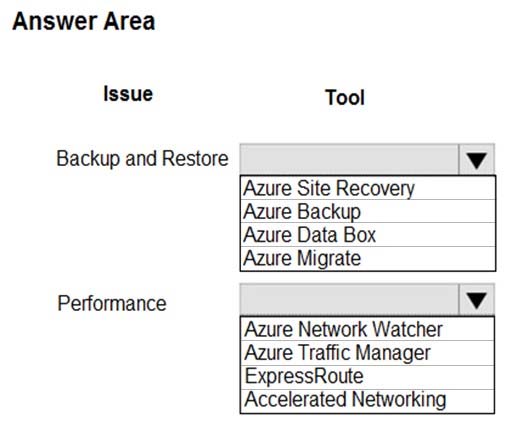 Answer Area
Issue Tool
Backup and Restore
Azure Site Recovery
Azure Backup
Azure Data Box
Azure Migrate
Performance
Azure Network Watcher
Azure Traffic Manager
ExpressRoute
Accelerated Networking